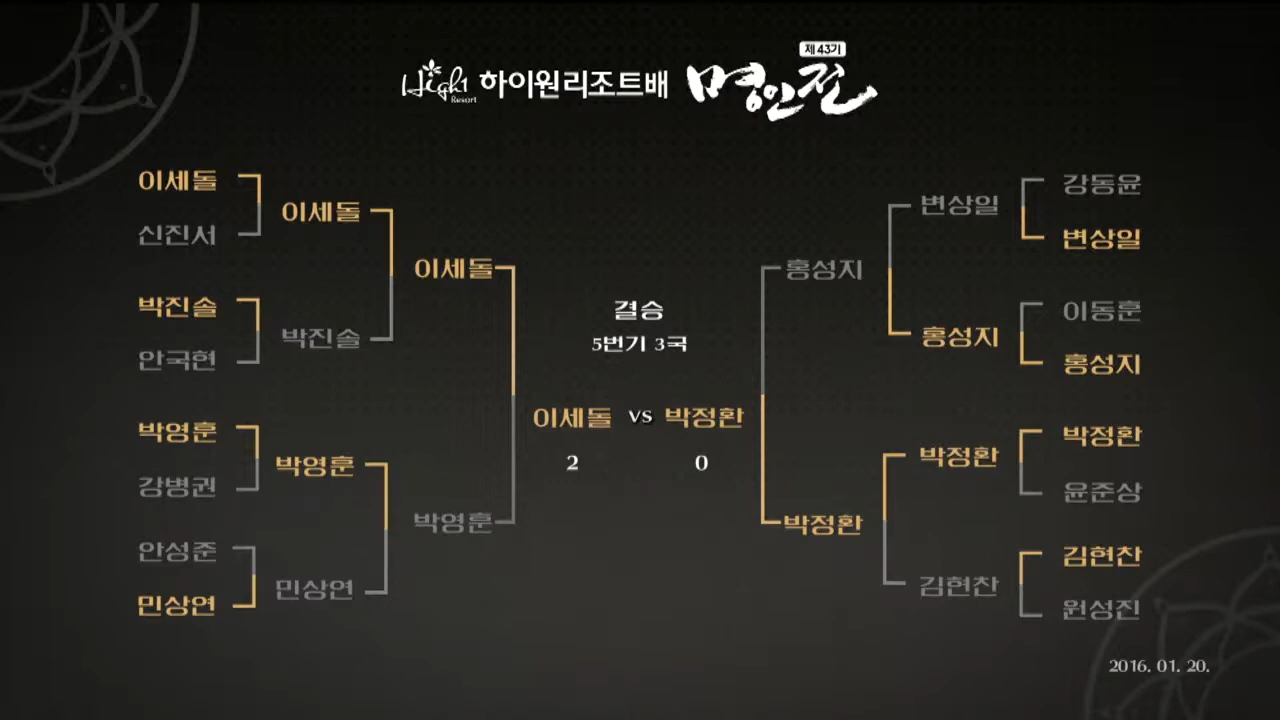 제43기
High1 Resort 하이원리조트배 명인전
이세돌
신진서
박진솔
안국현
박영훈
강병권
안성준
민상연
이세돌
박진솔
박영훈
민상연
이세돌
박영훈
결승
5번기 3국
이세돌 vs 박정환
2 0
홍성지
박정환
변상일
홍성지
박정환
김현찬
강동윤
변상일
이동훈
홍성지
박정환
윤준상
김현찬
원성진
2016. 01. 20.